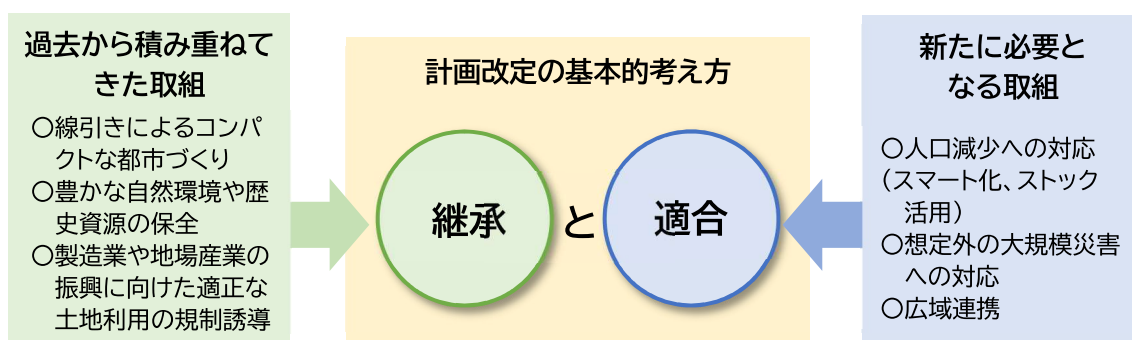 過去から積み重ねて
きた取組
〇線引きによるコンパ
クトな都市づくり
〇豊かな自然環境や歴
史資源の保全
〇製造業や地場産業の
振興に向けた適正な
土地利用の規制誘導
計画改定の基本的考え方
継承
と
適合
新たに必要と
なる取組
〇人口減少への対応
(スマート化、ストック
活用)
〇想定外の大規模災害
への対応
〇広域連携